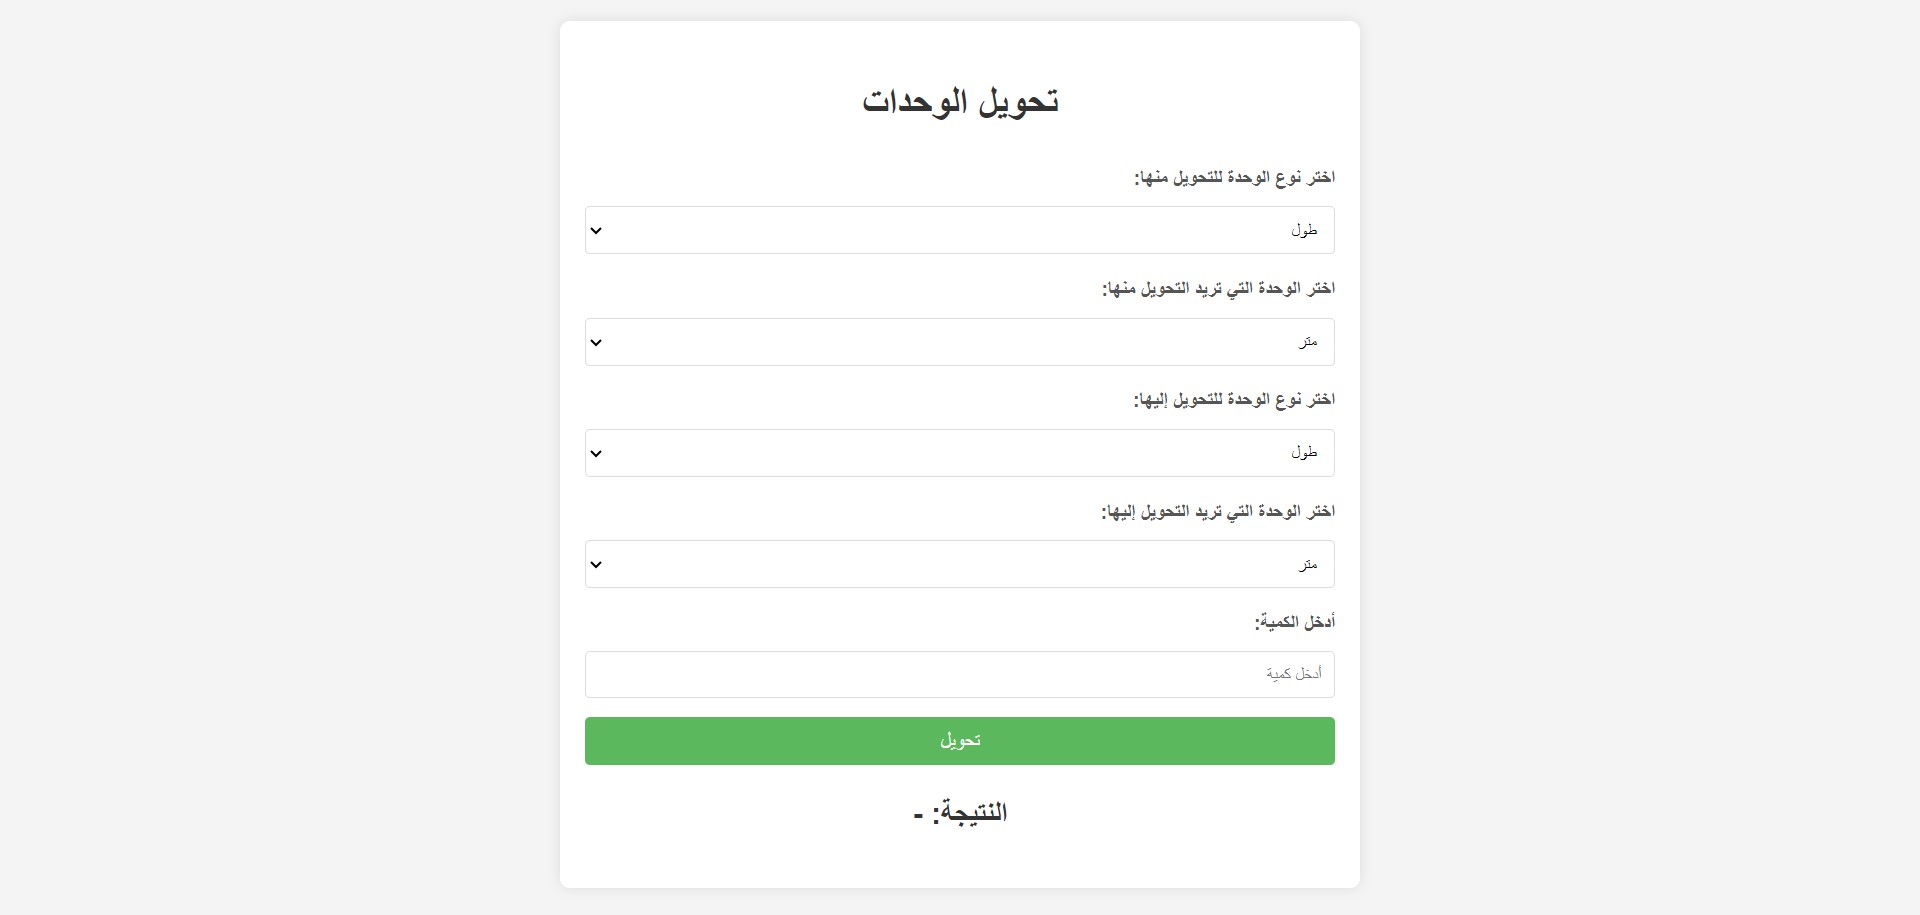 تحويل الوحدات
اختر نوع الوحدة للتحويل منها:
طول
اختر الوحدة التي تريد التحويل منها:
متر
اختر نوع الوحدة للتحويل إليها:
طول
اختر الوحدة التي تريد التحويل إليها:
متر
أدخل الكمية:
أدخل كمية
تحويل
النتيجة: -